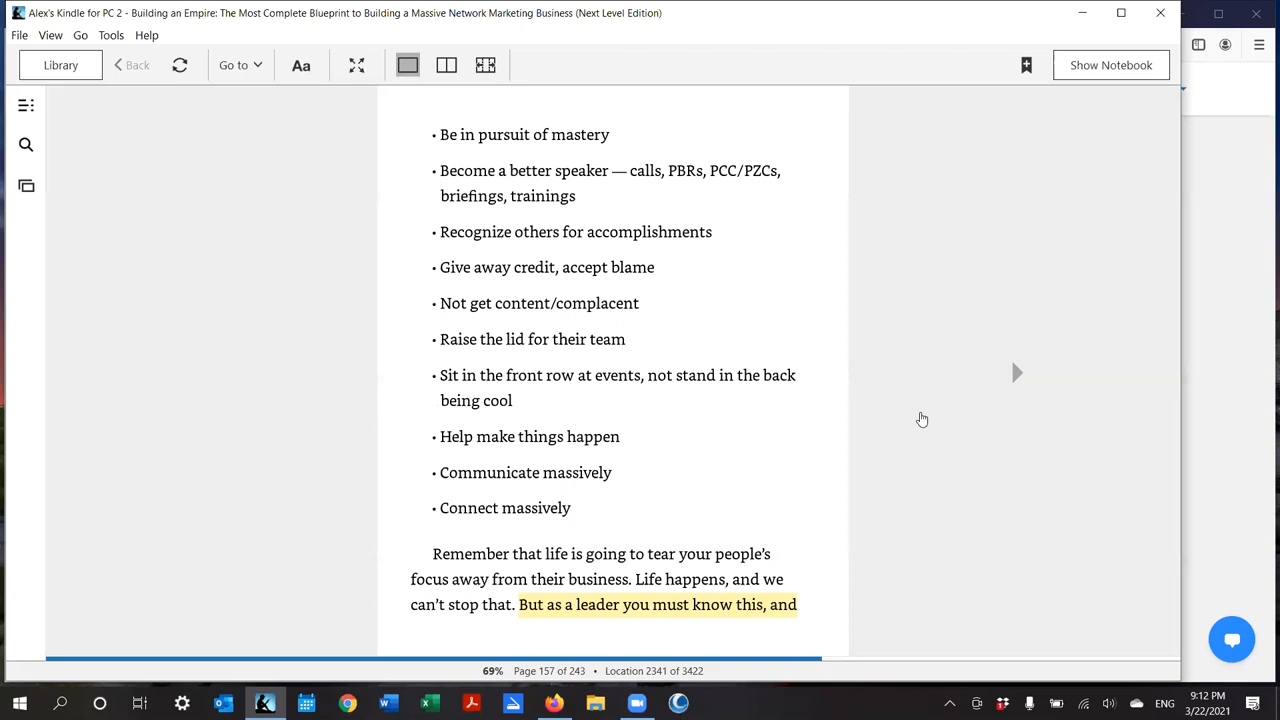 Alex's Kindle for PC 2 - Building an Empire: The Most Complete Blueprint to Building a Massive Network Marketing Business (Next Level Edition)
File View Go Tools Help
Library Back Go to Aa Show Notebook
• Be in pursuit of mastery
• Become a better speaker — calls, PBRs, PCC/PZCs,
briefings, trainings
• Recognize others for accomplishments
• Give away credit, accept blame
• Not get content/complacent
• Raise the lid for their team
• Sit in the front row at events, not stand in the back
being cool
• Help make things happen
• Communicate massively
• Connect massively
Remember that life is going to tear your people's
focus away from their business. Life happens, and we
can't stop that. But as a leader you must know this, and
69% Page 157 of 243 • Location 2341 of 3422
ENG
9:12 PM
3/22/2021